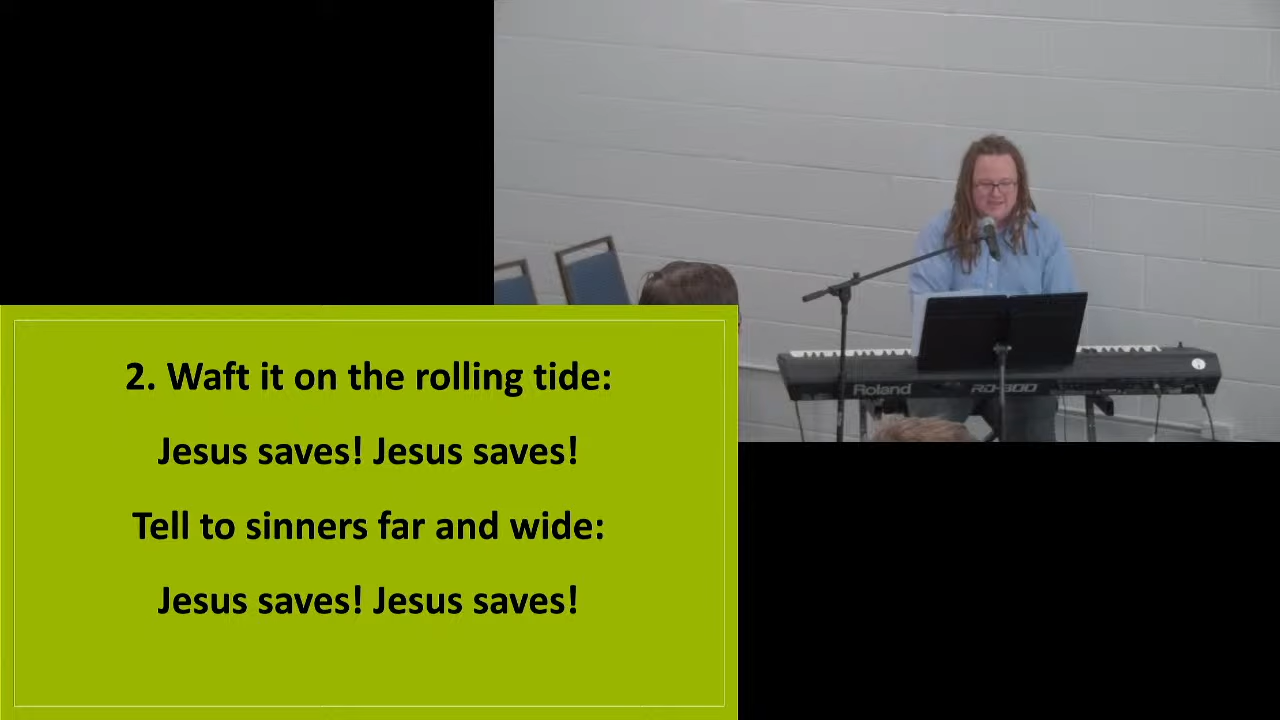 2. Waft it on the rolling tide:
Jesus saves! Jesus saves!
Tell to sinners far and wide:
Jesus saves! Jesus saves!
Roland
RD-800